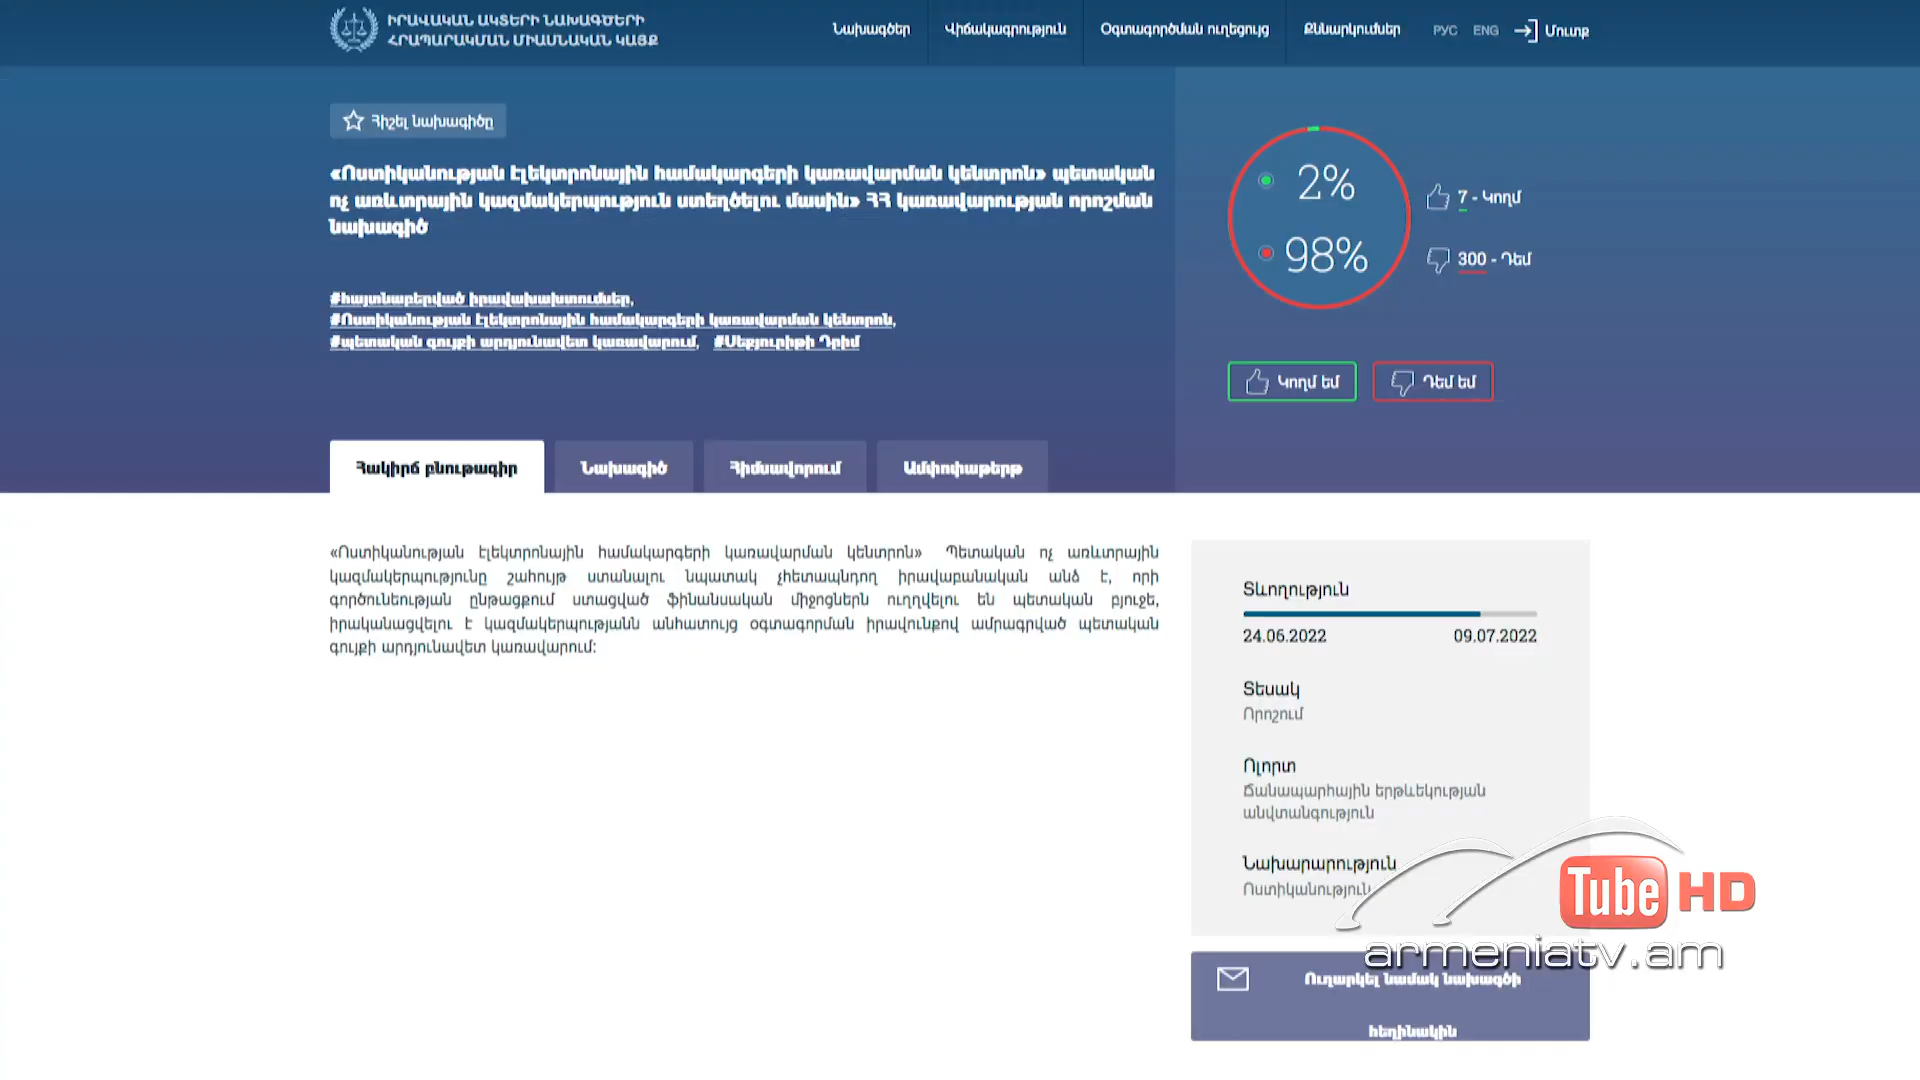 ԻՐԱՎԱԿԱՆ ԱԿՏԵՐԻ ՆԱԽԱԳԾԵՐԻ
ՀՐԱՊԱՐԱԿՄԱՆ ՄԻԱՍՆԱԿԱՆ ԿԱՅՔ
Նախագծեր
Վիճակագրություն
Օգտագործման ուղեցույց
Քննարկումներ
РУС
ENG
Մուտք
Հիշել նախագիծը
«Ոստիկանության էլեկտրոնային համակարգերի կառավարման կենտրոն» պետական
ոչ առևտրային կազմակերպություն ստեղծելու մասին» ՀՀ կառավարության որոշման
նախագիծ
#հայտնաբերված իրավախախտումներ,
#Ոստիկանության էլեկտրոնային համակարգերի կառավարման կենտրոն,
#պետական գույքի արդյունավետ կառավարում, #Սեքյուրիթի Դրիմ
2%
98%
7 - Կողմ
300 - Դեմ
Կողմ եմ
Դեմ եմ
Հակիրճ բնութագիր
Նախագիծ
Հիմնավորում
Ամփոփաթերթ
«Ոստիկանության էլեկտրոնային համակարգերի կառավարման կենտրոն» Պետական ոչ առևտրային
կազմակերպությունը շահույթ ստանալու նպատակ չհետապնդող իրավաբանական անձ է, որի
գործունեության ընթացքում ստացված ֆինանսական միջոցներն ուղղվելու են պետական բյուջե,
իրականացվելու է կազմակերպությանն անհատույց օգտագործման իրավունքով ամրագրված պետական
գույքի արդյունավետ կառավարում:
Տևողություն
24.06.2022
09.07.2022
Տեսակ
Որոշում
Ոլորտ
Ճանապարհային երթևեկության
անվտանգություն
Նախարարություն
Ոստիկանություն
Tube HD
armeniatv.am
Ուղարկել նամակ նախագծի
հեղինակին